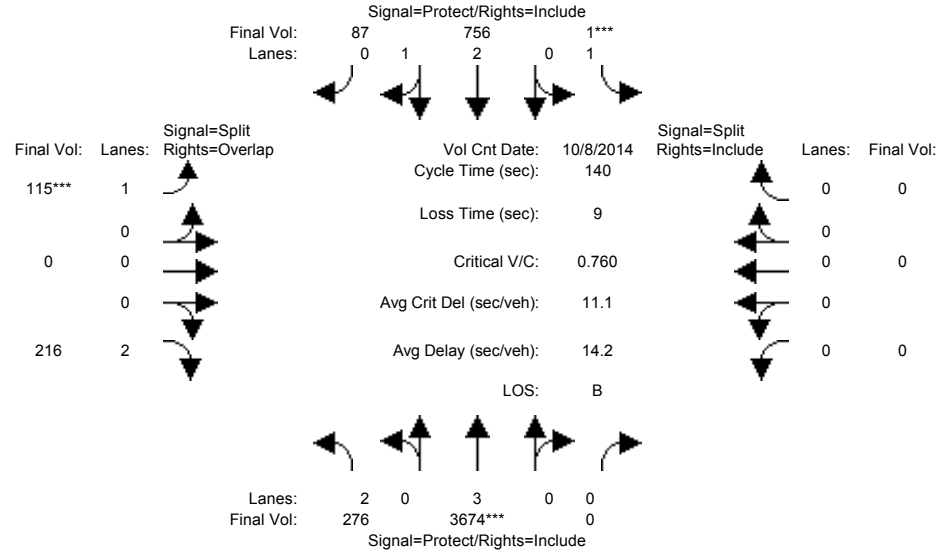 Signal=Protect/Rights=Include
Final Vol: 87 756 1***
Lanes: 0 1 2 0 1
Signal=Split Signal=Split
Final Vol: Lanes: Rights=Overlap Vol Cnt Date: 10/8/2014 Rights=Include Lanes: Final Vol:
Cycle Time (sec): 140
115*** 1 0 0
Loss Time (sec): 9
0 0
0 0 Critical V/C: 0.760 0 0
0 Avg Crit Del (sec/veh): 11.1 0
216 2 Avg Delay (sec/veh): 14.2 0 0
LOS: B
Lanes: 2 0 3 0 0
Final Vol: 276 3674*** 0
Signal=Protect/Rights=Include